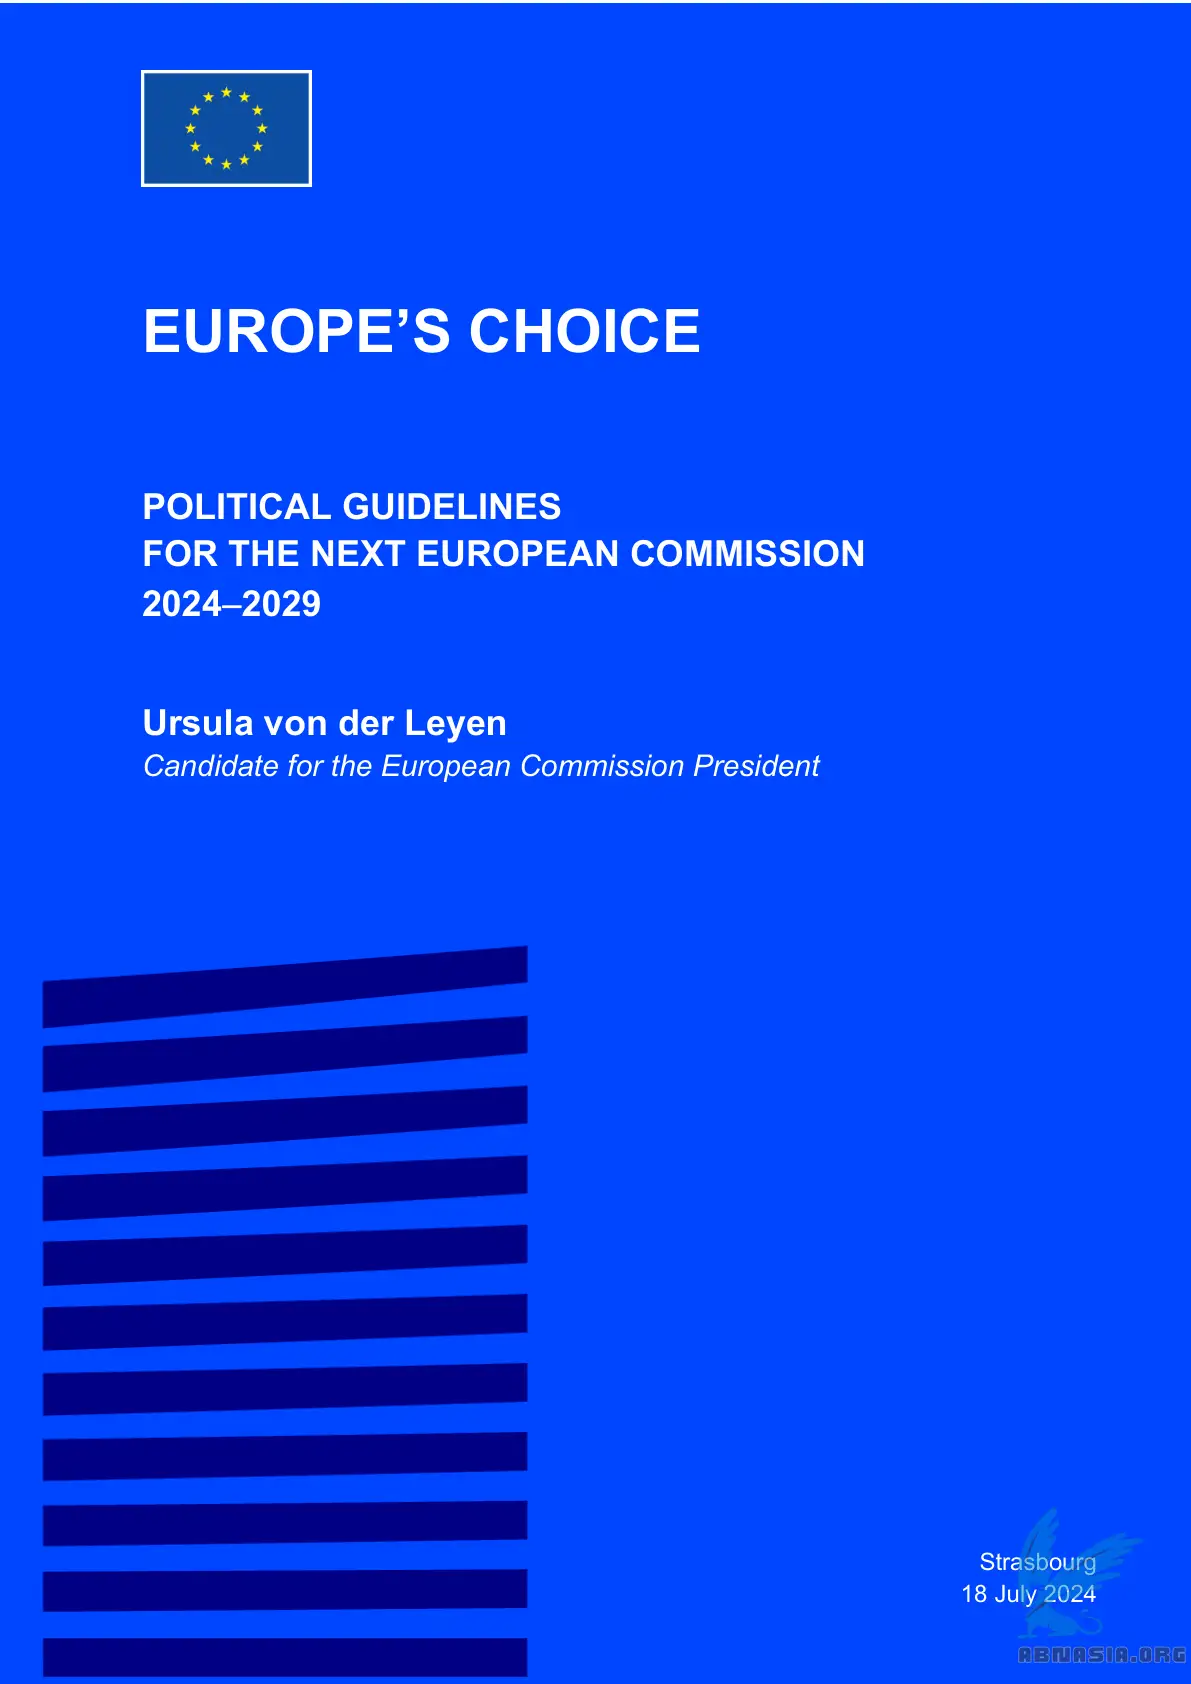 EUROPE’S CHOICE
POLITICAL GUIDELINES
FOR THE NEXT EUROPEAN COMMISSION
2024–2029
Ursula von der Leyen
Candidate for the European Commission President
Strasbourg
18 July 2024
ABNASIA.ORG